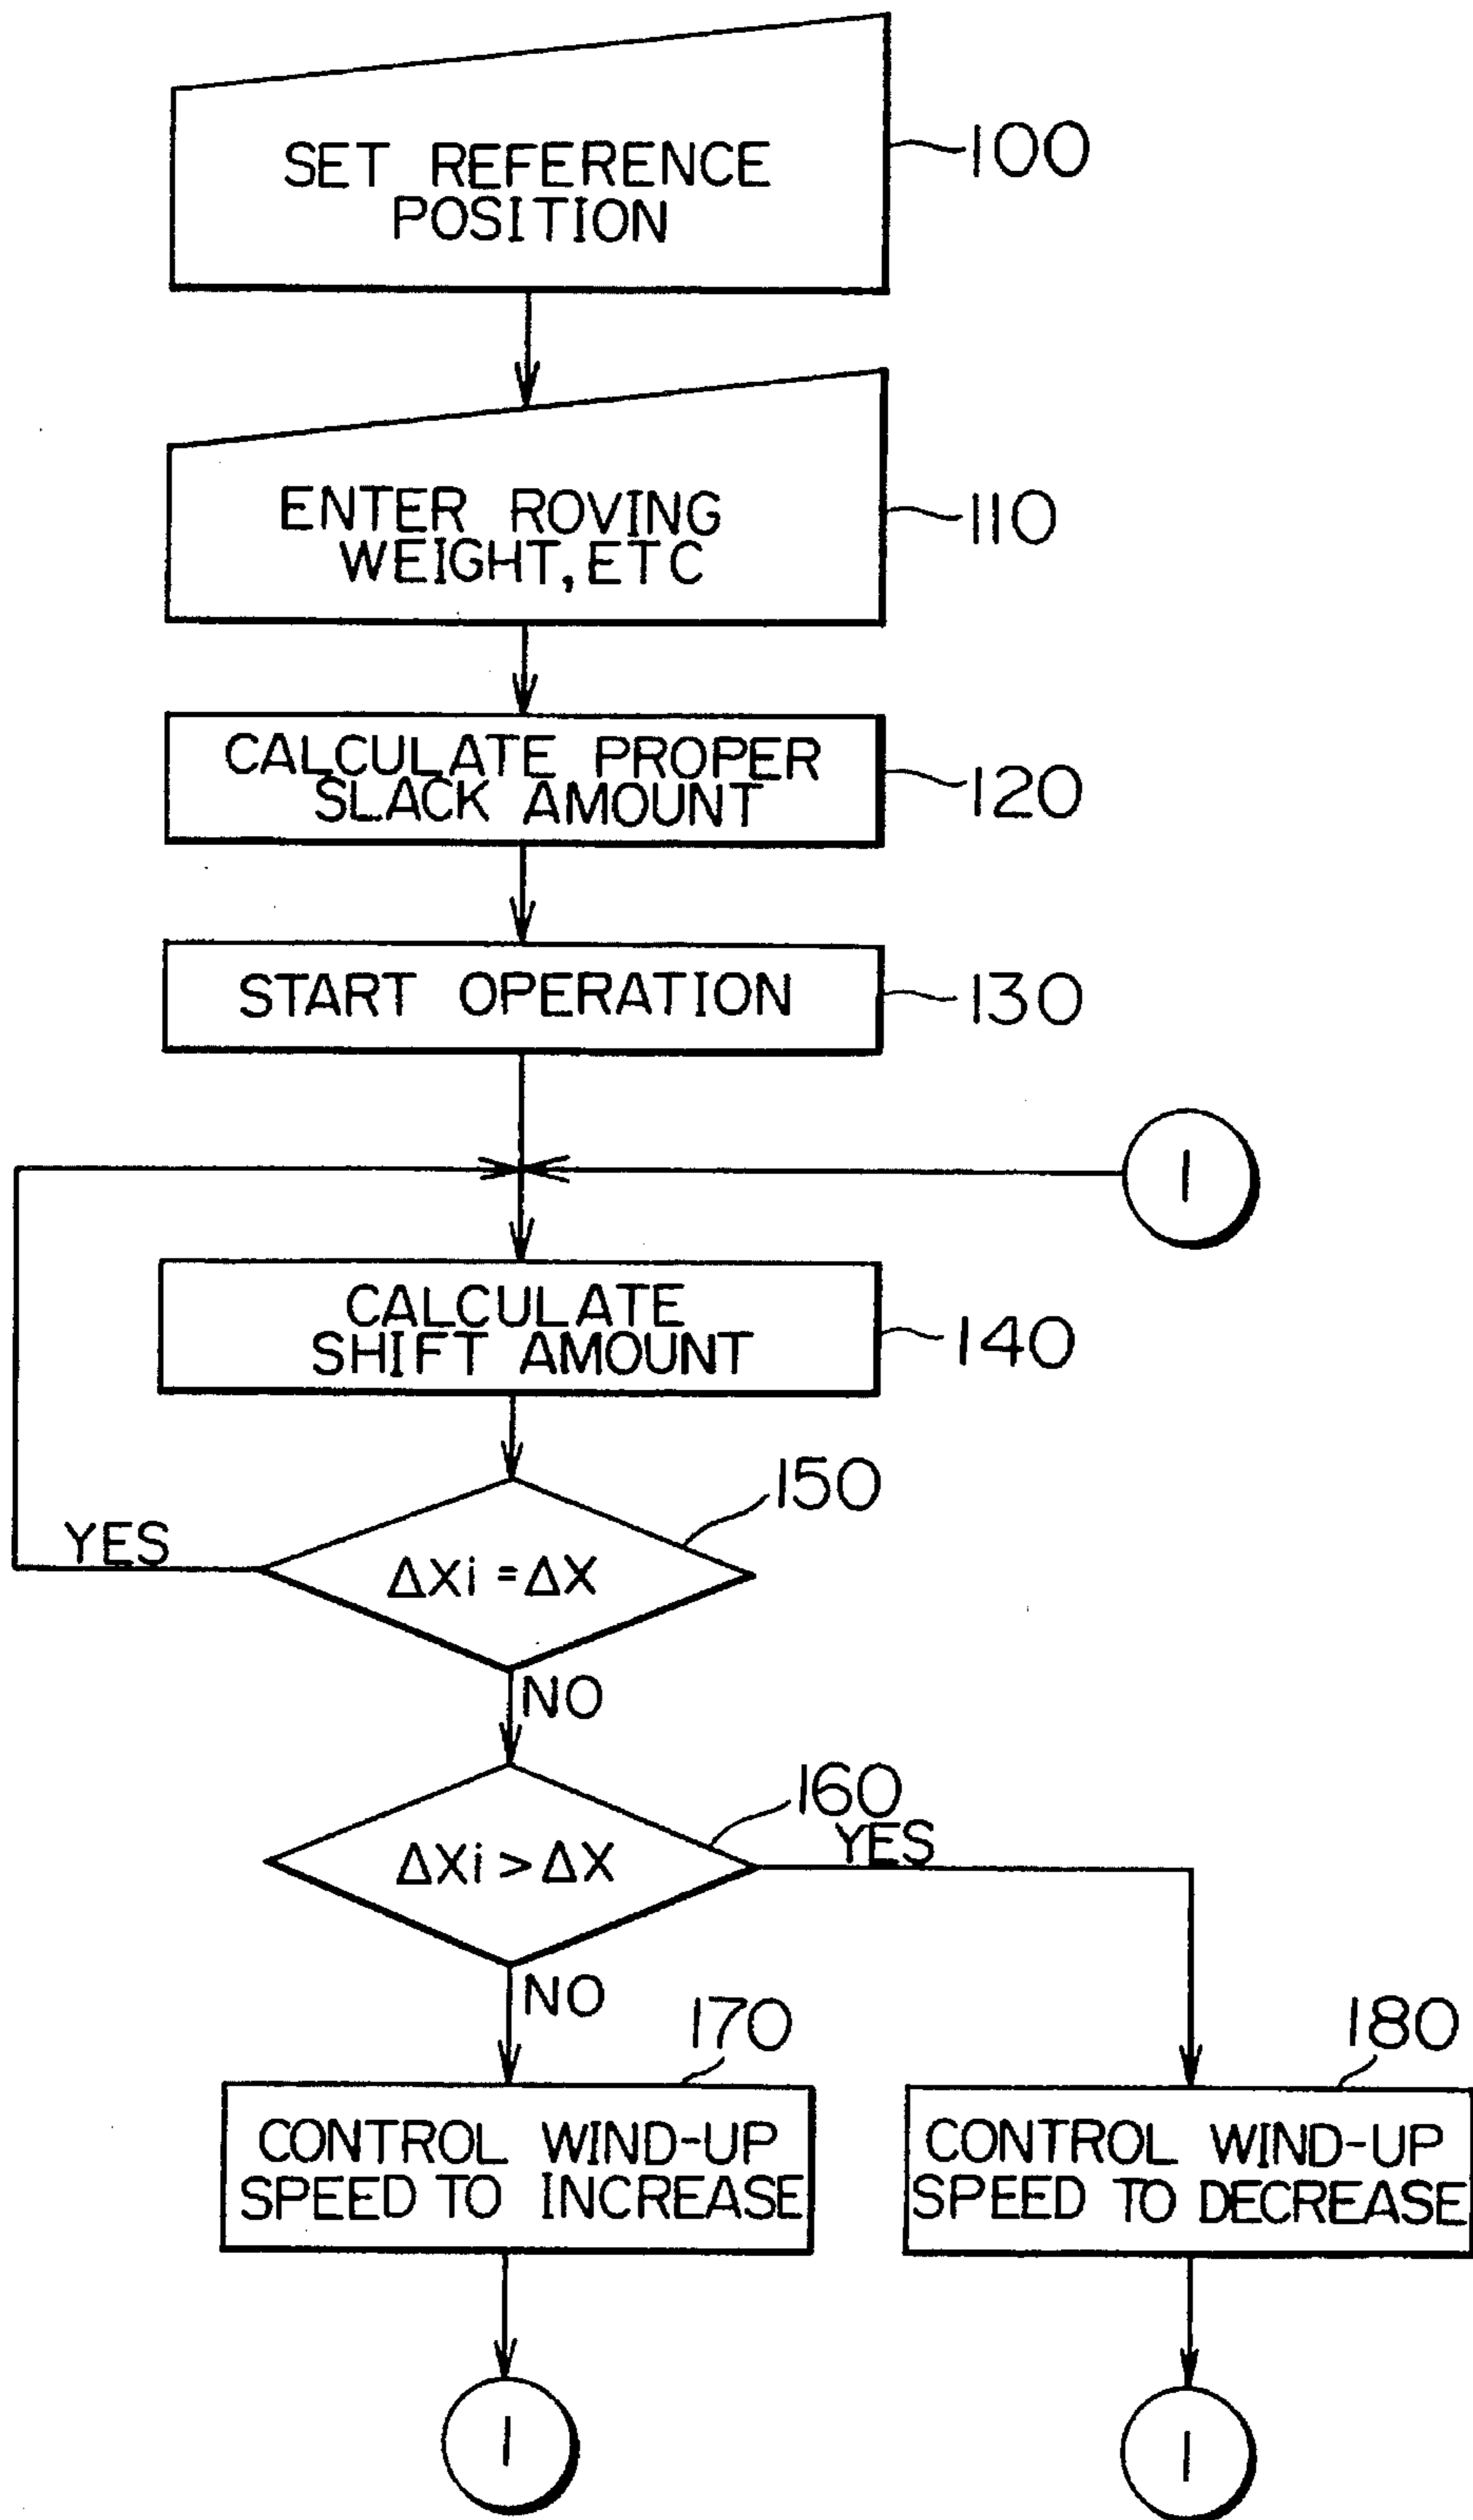 SET REFERENCE
POSITION
100
ENTER ROVING
WEIGHT, ETC
110
CALCULATE PROPER
SLACK AMOUNT
120
START OPERATION
130
1
CALCULATE
SHIFT AMOUNT
140
150
YES
ΔXi = ΔX
NO
160
YES
ΔXi > ΔX
NO
170
180
CONTROL WIND-UP
SPEED TO INCREASE
CONTROL WIND-UP
SPEED TO DECREASE
1
1